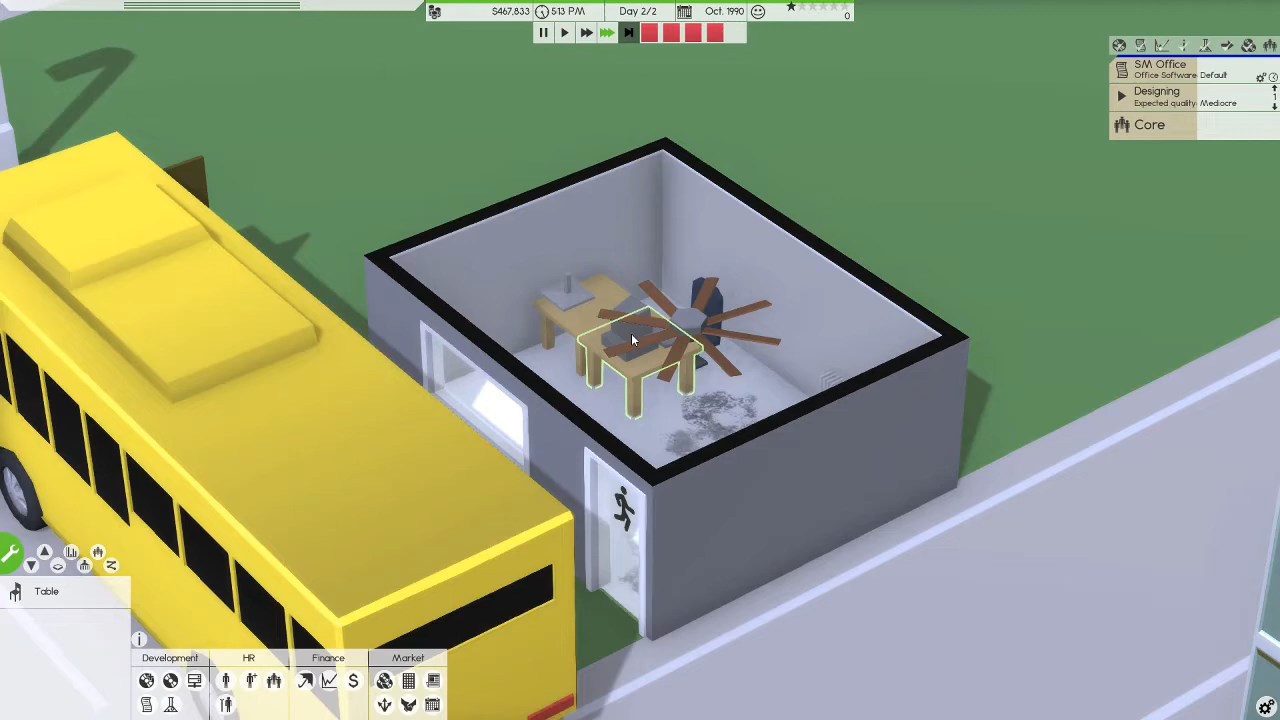 $467,833
5:13 PM
Day 2/2
Oct. 1990
0
SM Office
Office Software: Default
Designing
Expected quality: Mediocre
1
Core
Table
Development
HR
Finance
Market